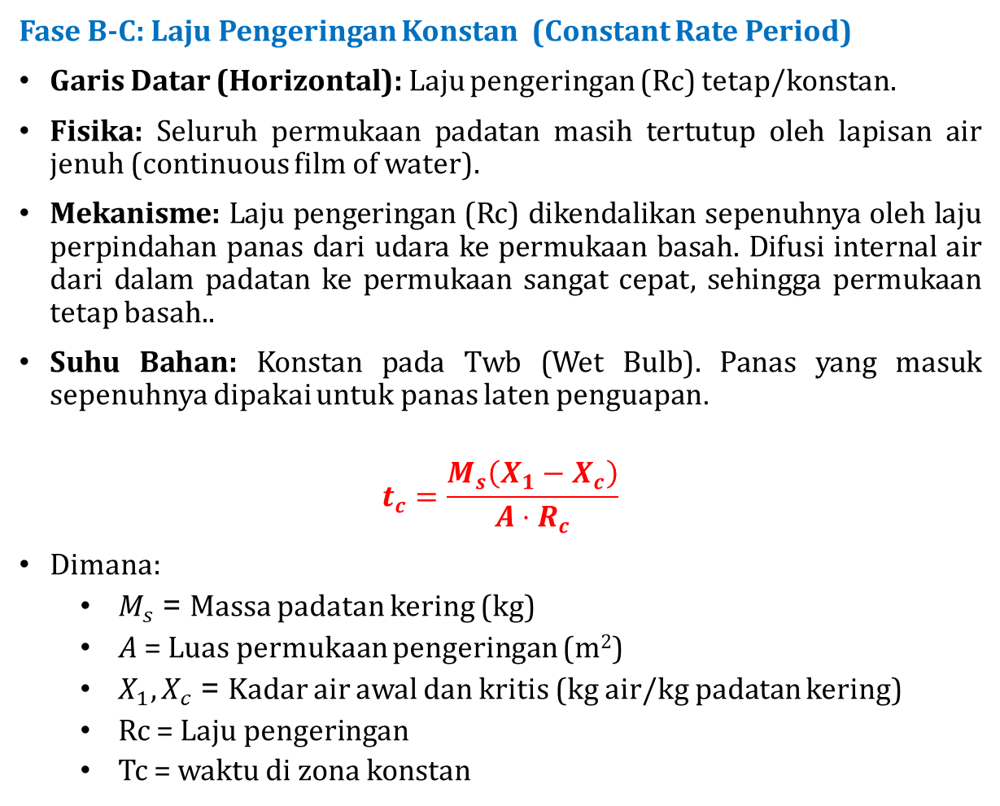 Fase B-C: Laju Pengeringan Konstan (Constant Rate Period)
• Garis Datar (Horizontal): Laju pengeringan (Rc) tetap/konstan.
• Fisika: Seluruh permukaan padatan masih tertutup oleh lapisan air
jenuh (continuous film of water).
• Mekanisme: Laju pengeringan (Rc) dikendalikan sepenuhnya oleh laju
perpindahan panas dari udara ke permukaan basah. Difusi internal air
dari dalam padatan ke permukaan sangat cepat, sehingga permukaan
tetap basah..
• Suhu Bahan: Konstan pada Twb (Wet Bulb). Panas yang masuk
sepenuhnya dipakai untuk panas laten penguapan.
t_c = \frac{M_s(X_1 − X_c)}{A · R_c}
• Dimana:
• M_s = Massa padatan kering (kg)
• A = Luas permukaan pengeringan (m²)
• X_1, X_c = Kadar air awal dan kritis (kg air/kg padatan kering)
• Rc = Laju pengeringan
• Tc = waktu di zona konstan